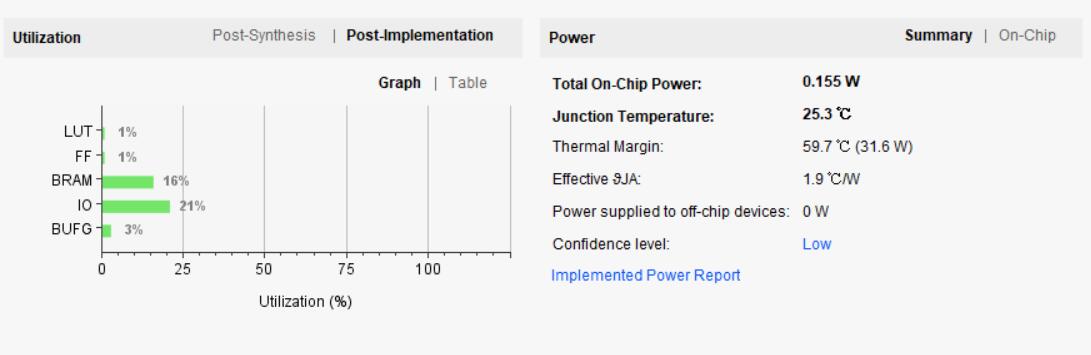 Utilization
Post-Synthesis | Post-Implementation
Graph | Table
LUT 1%
FF 1%
BRAM 16%
IO 21%
BUFG 3%
0 25 50 75 100
Utilization (%)
Power
Summary | On-Chip
Total On-Chip Power: 0.155 W
Junction Temperature: 25.3 ℃
Thermal Margin: 59.7 ℃ (31.6 W)
Effective ϑJA: 1.9 ℃/W
Power supplied to off-chip devices: 0 W
Confidence level: Low
Implemented Power Report